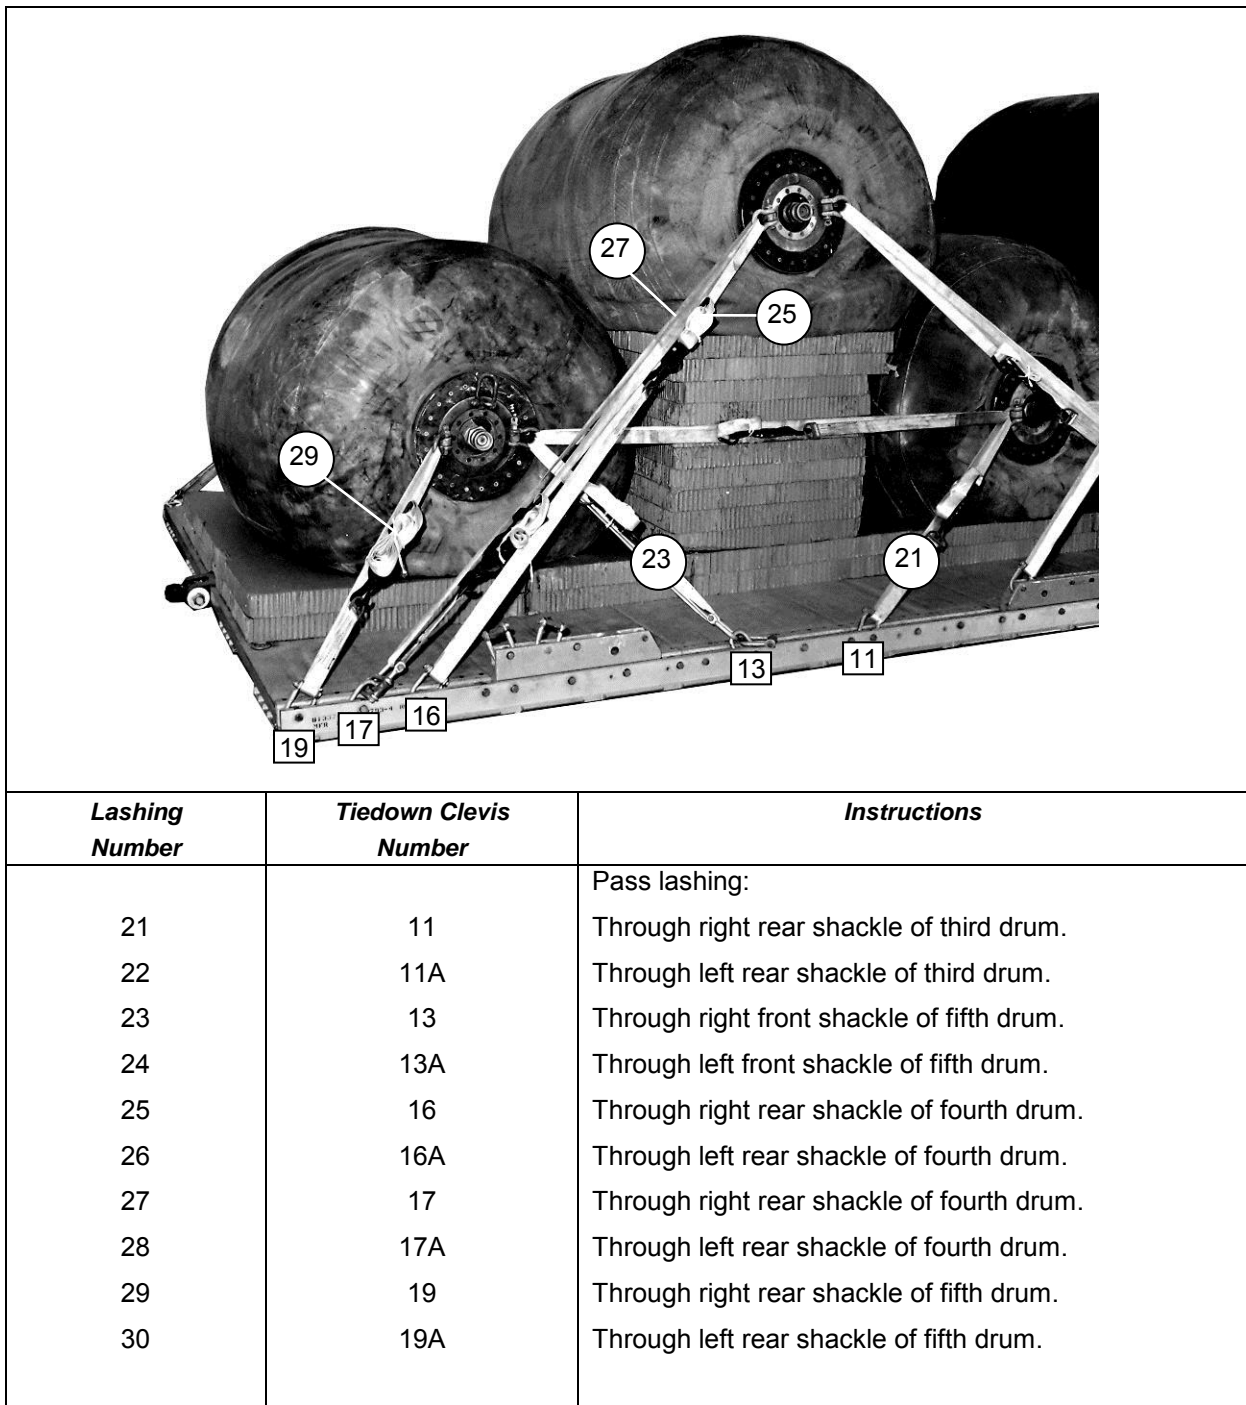 27
25
29
23
21
13
11
16
17
19
Lashing Number
Tiedown Clevis Number
Instructions
Pass lashing:
21 11 Through right rear shackle of third drum.
22 11A Through left rear shackle of third drum.
23 13 Through right front shackle of fifth drum.
24 13A Through left front shackle of fifth drum.
25 16 Through right rear shackle of fourth drum.
26 16A Through left rear shackle of fourth drum.
27 17 Through right rear shackle of fourth drum.
28 17A Through left rear shackle of fourth drum.
29 19 Through right rear shackle of fifth drum.
30 19A Through left rear shackle of fifth drum.